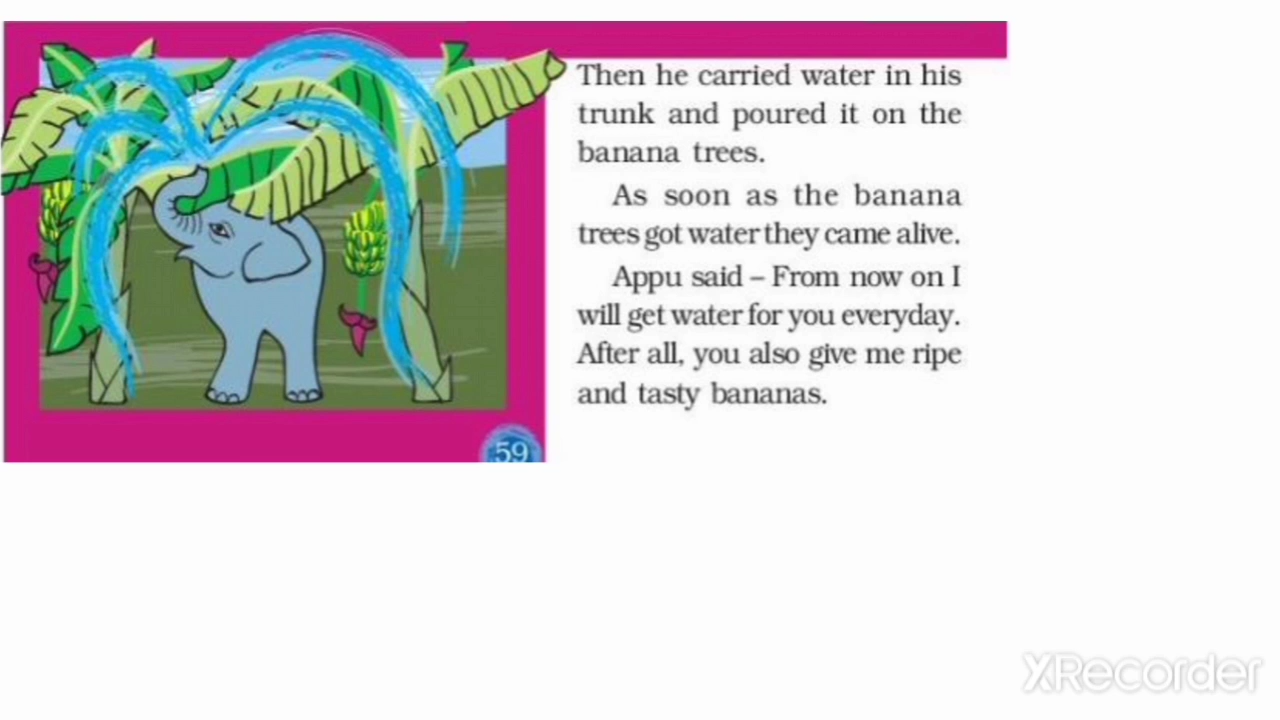 Then he carried water in his
trunk and poured it on the
banana trees.
As soon as the banana
trees got water they came alive.
Appu said – From now on I
will get water for you everyday.
After all, you also give me ripe
and tasty bananas.
59
XRecorder